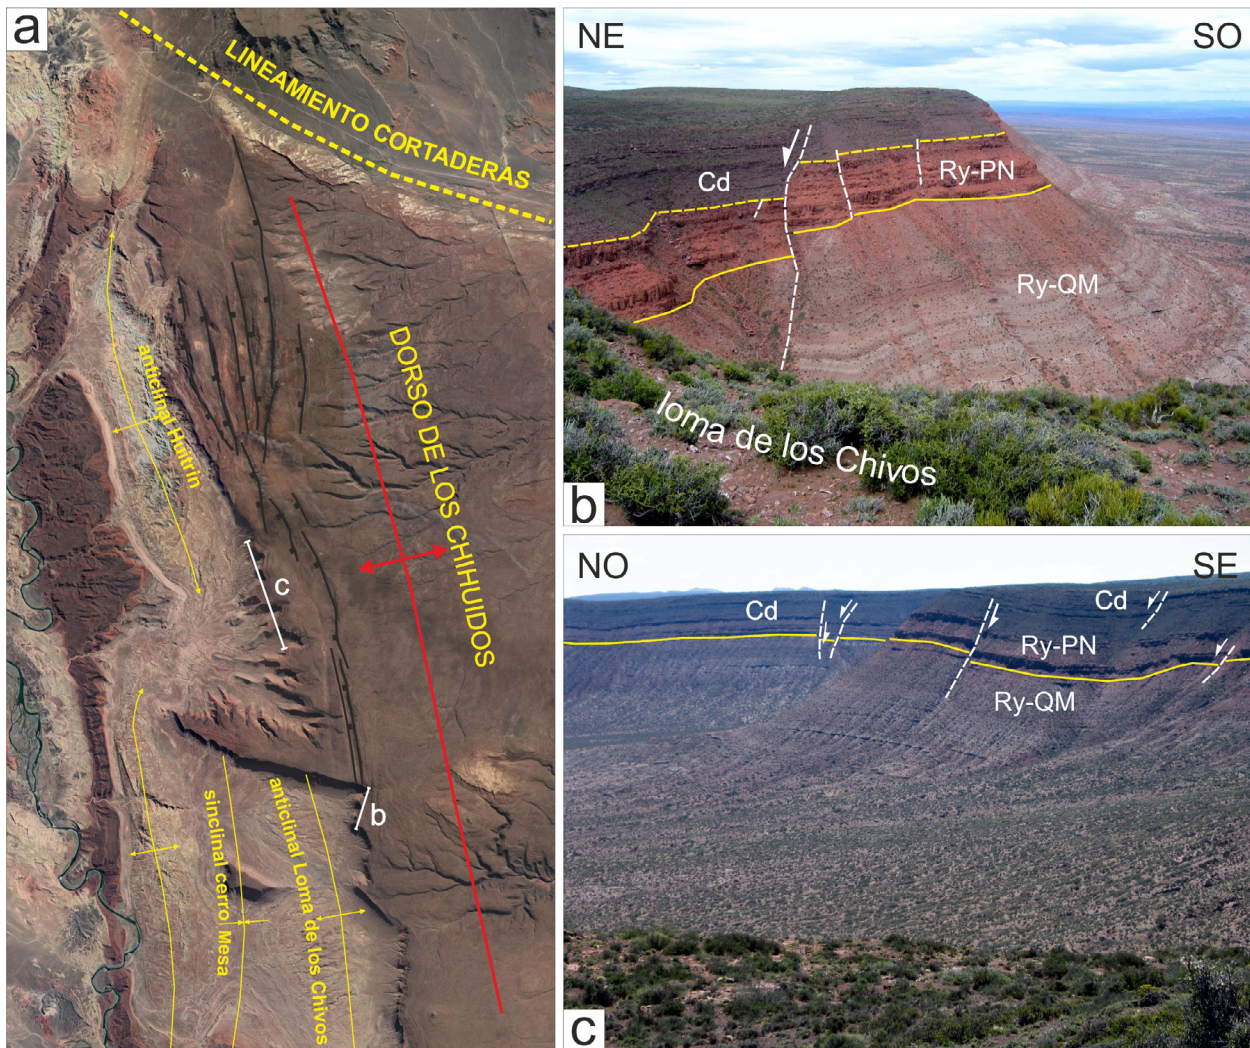 a
LINEAMIENTO CORTADERAS
anticlinal Huitrin
DORSO DE LOS CHIHUIDOS
c
b
sinclinal cerro Mesa
anticlinal Loma de los Chivos
NE
SO
Cd
Ry-PN
Ry-QM
loma de los Chivos
b
NO
SE
Cd
Cd
Ry-PN
Ry-QM
c